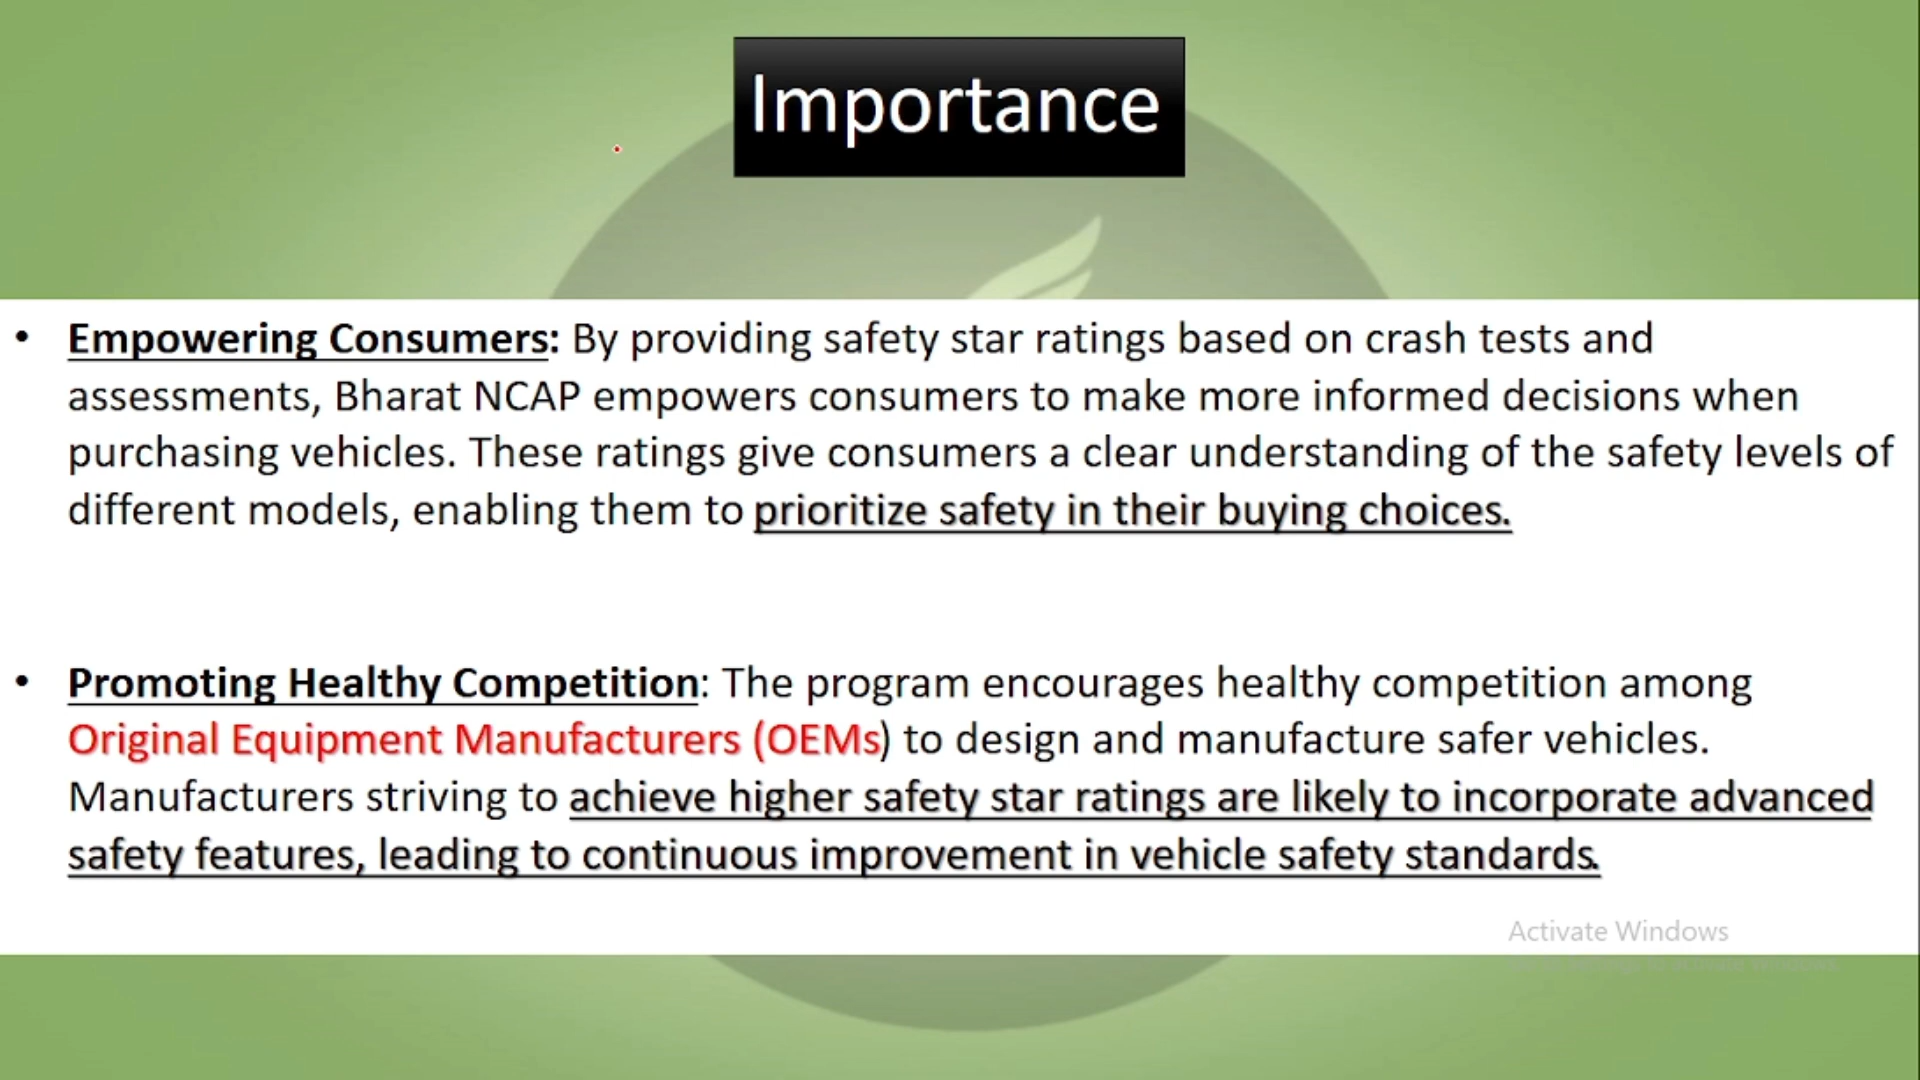 Importance
• Empowering Consumers: By providing safety star ratings based on crash tests and
assessments, Bharat NCAP empowers consumers to make more informed decisions when
purchasing vehicles. These ratings give consumers a clear understanding of the safety levels of
different models, enabling them to prioritize safety in their buying choices.
• Promoting Healthy Competition: The program encourages healthy competition among
Original Equipment Manufacturers (OEMs) to design and manufacture safer vehicles.
Manufacturers striving to achieve higher safety star ratings are likely to incorporate advanced
safety features, leading to continuous improvement in vehicle safety standards.
Activate Windows